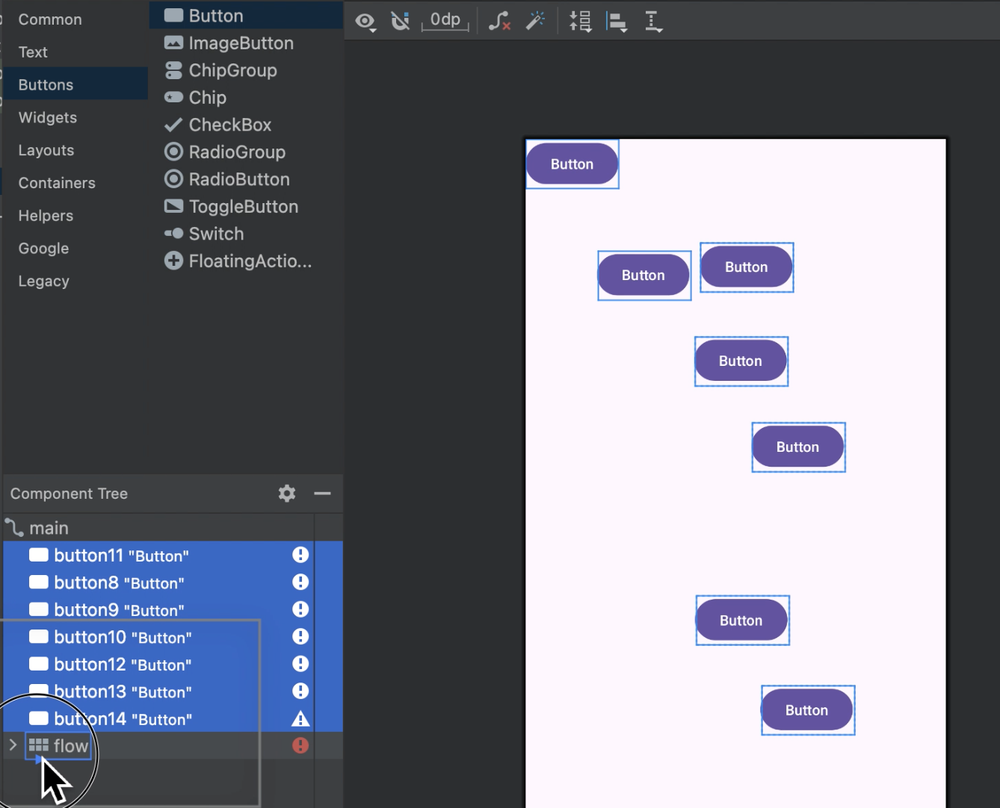 Common
Text
Buttons
Widgets
Layouts
Containers
Helpers
Google
Legacy
Button
ImageButton
ChipGroup
Chip
CheckBox
RadioGroup
RadioButton
ToggleButton
Switch
FloatingActio...
0dp
Button
Button
Button
Button
Button
Button
Button
Component Tree
main
button11 "Button"
button8 "Button"
button9 "Button"
button10 "Button"
button12 "Button"
button13 "Button"
button14 "Button"
flow